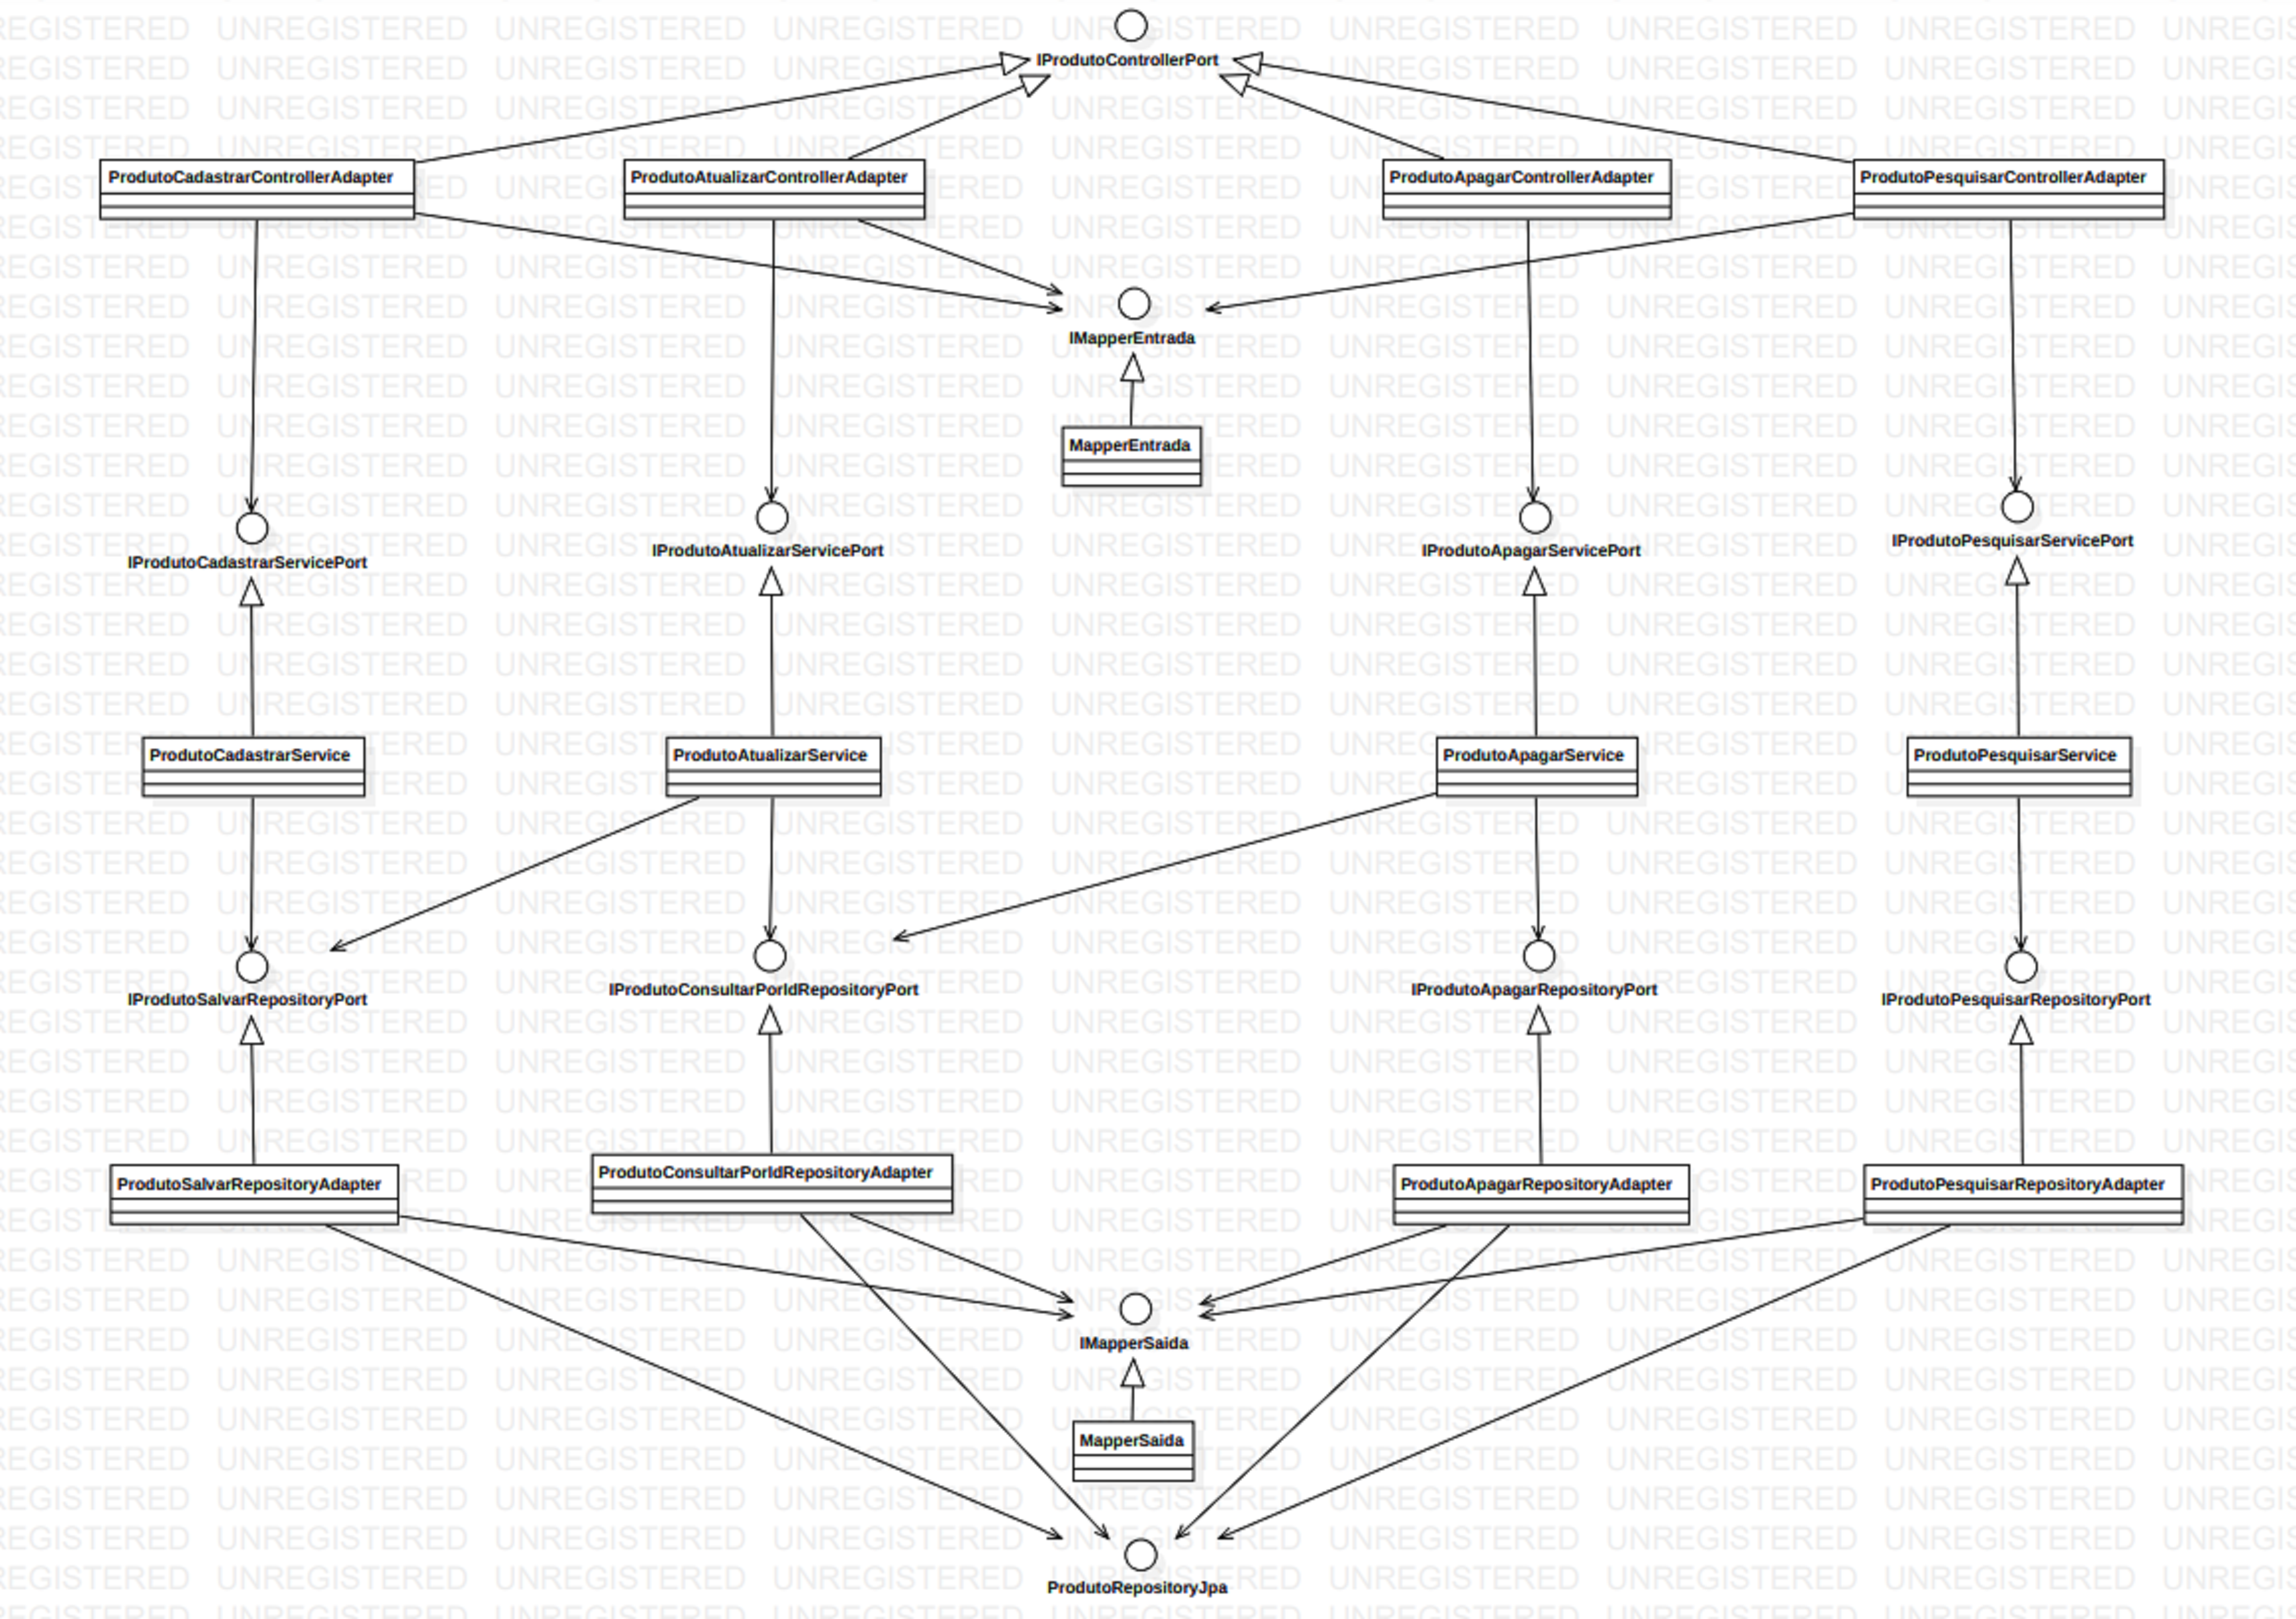 IProdutoControllerPort
ProdutoCadastrarControllerAdapter
ProdutoAtualizarControllerAdapter
ProdutoApagarControllerAdapter
ProdutoPesquisarControllerAdapter
IMapperEntrada
MapperEntrada
IProdutoCadastrarServicePort
IProdutoAtualizarServicePort
IProdutoApagarServicePort
IProdutoPesquisarServicePort
ProdutoCadastrarService
ProdutoAtualizarService
ProdutoApagarService
ProdutoPesquisarService
IProdutoSalvarRepositoryPort
IProdutoConsultarPorIdRepositoryPort
IProdutoApagarRepositoryPort
IProdutoPesquisarRepositoryPort
ProdutoSalvarRepositoryAdapter
ProdutoConsultarPorIdRepositoryAdapter
ProdutoApagarRepositoryAdapter
ProdutoPesquisarRepositoryAdapter
IMapperSaida
MapperSaida
ProdutoRepositoryJpa
UNREGISTERED